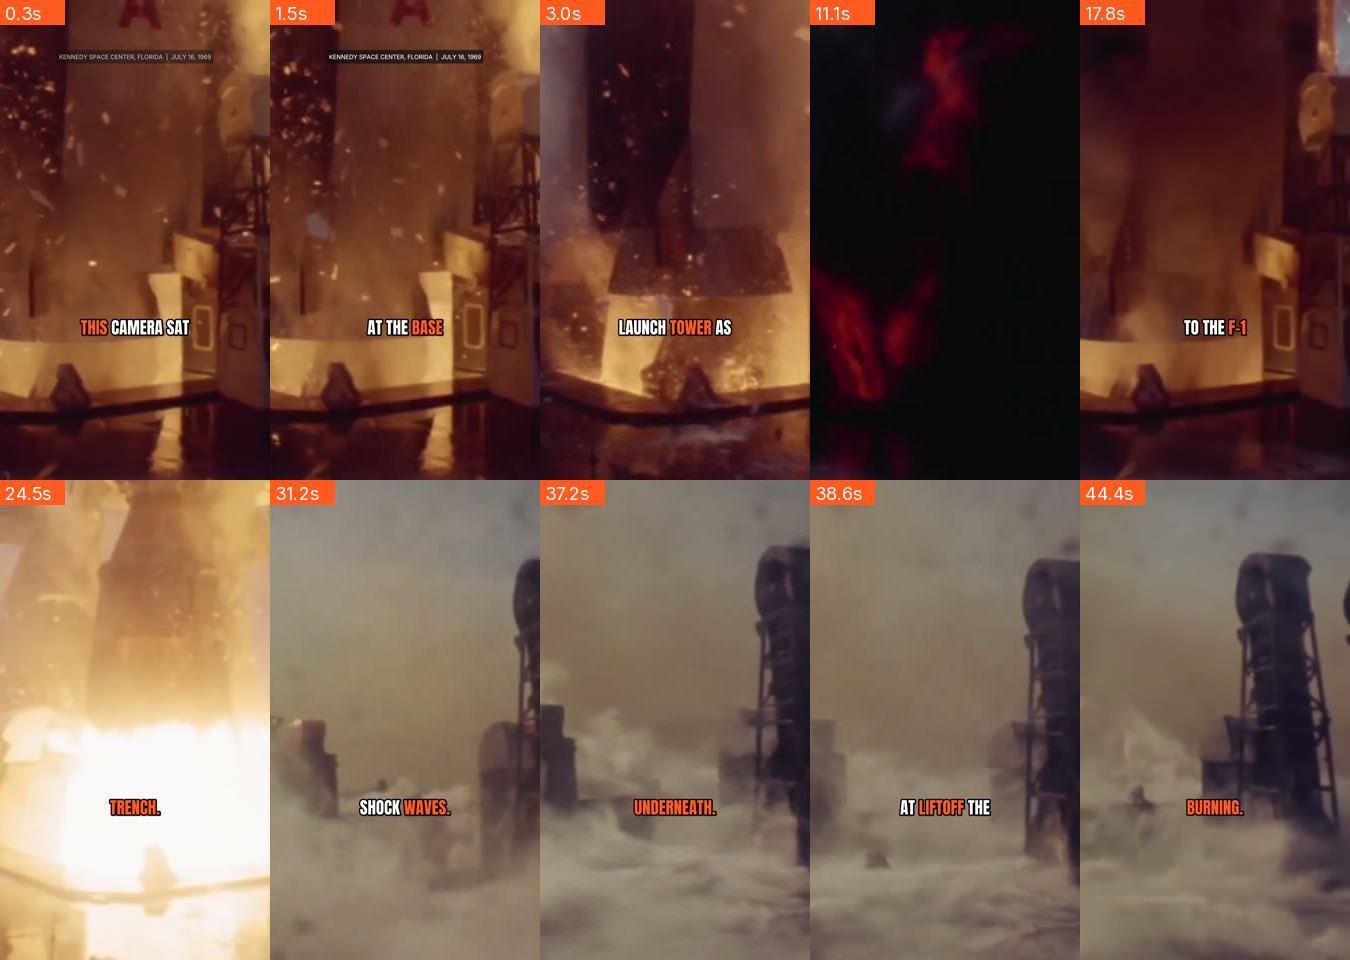 0.3s
KENNEDY SPACE CENTER, FLORIDA | JULY 16, 1969
A
THIS CAMERA SAT
1.5s
KENNEDY SPACE CENTER, FLORIDA | JULY 16, 1969
A
AT THE BASE
3.0s
LAUNCH TOWER AS
11.1s
17.8s
TO THE F-1
24.5s
TRENCH.
31.2s
SHOCK WAVES.
37.2s
UNDERNEATH.
38.6s
AT LIFTOFF THE
44.4s
BURNING.